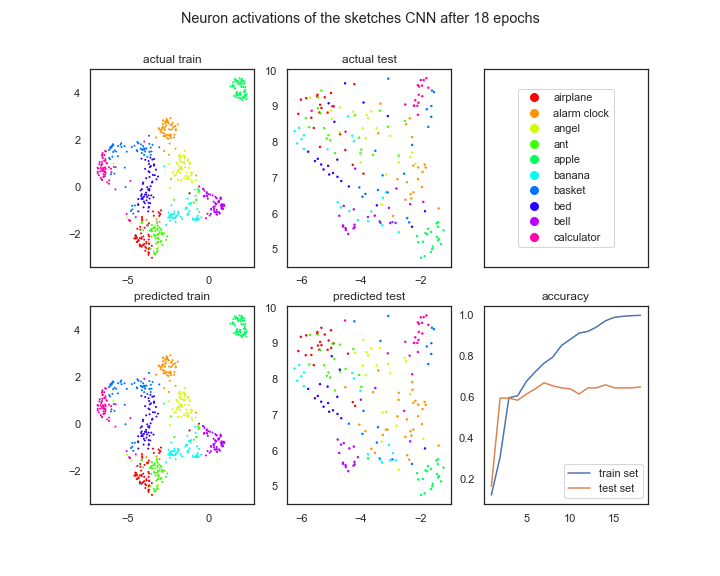 Neuron activations of the sketches CNN after 18 epochs
actual train
actual test
4
2
0
−2
−5
0
10
9
8
7
6
5
−6
−4
−2
airplane
alarm clock
angel
ant
apple
banana
basket
bed
bell
calculator
predicted train
predicted test
accuracy
4
2
0
−2
−5
0
10
9
8
7
6
5
−6
−4
−2
1.0
0.8
0.6
0.4
0.2
train set
test set
5
10
15